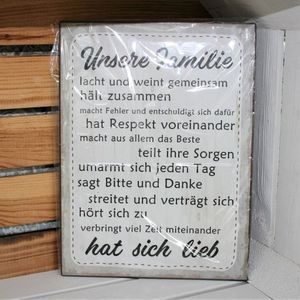 Unsere Familie
lacht und weint gemeinsam
hält zusammen
macht Fehler und entschuldigt sich dafür
hat Respekt voreinander
macht aus allem das Beste
teilt ihre Sorgen
umarmt sich jeden Tag
sagt Bitte und Danke
streitet und verträgt sich
hört sich zu
verbringt viel Zeit miteinander
hat sich lieb